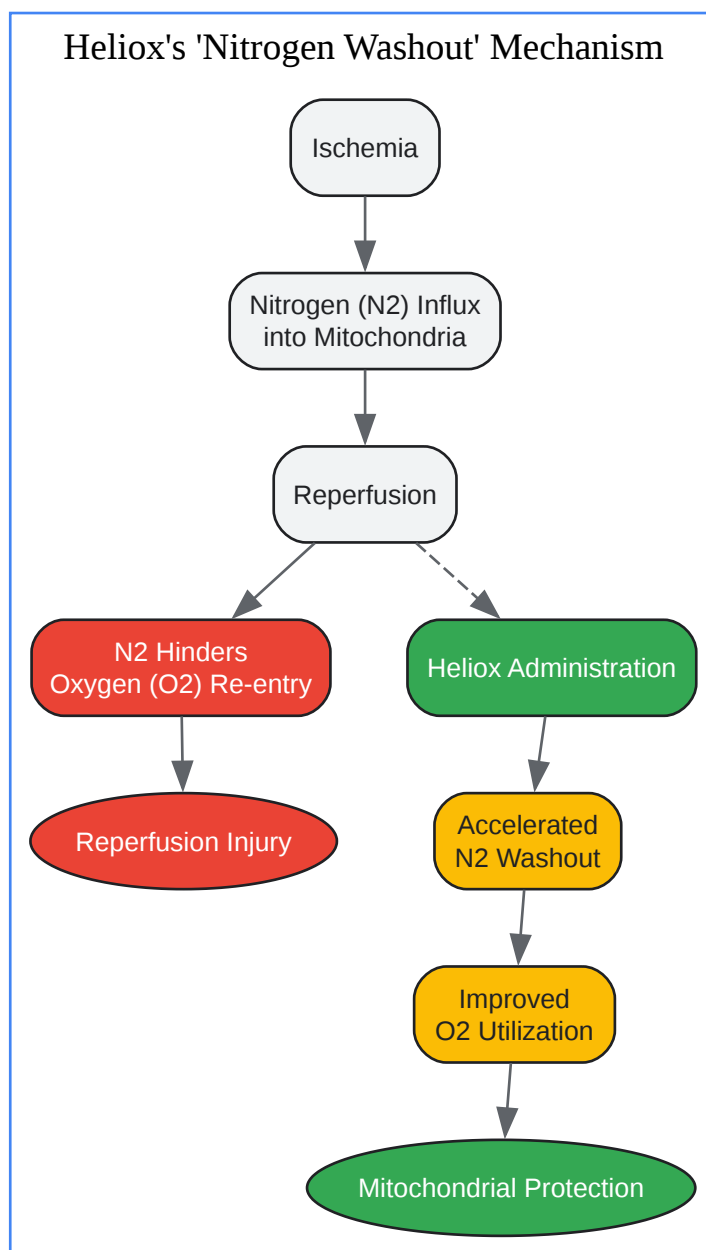 Heliox's 'Nitrogen Washout' Mechanism
Ischemia
Nitrogen (N2) Influx
into Mitochondria
Reperfusion
N2 Hinders
Oxygen (O2) Re-entry
Heliox Administration
Reperfusion Injury
Accelerated
N2 Washout
Improved
O2 Utilization
Mitochondrial Protection